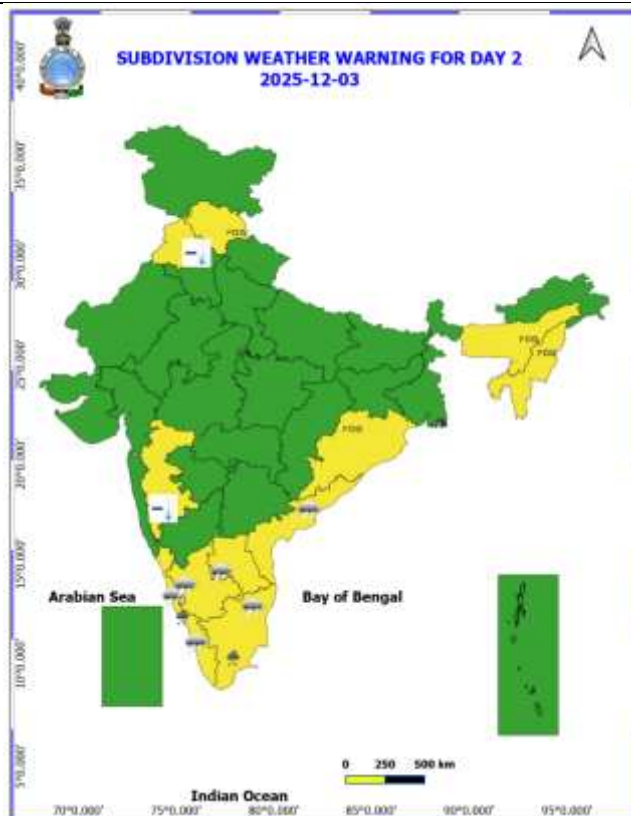 SUBDIVISION WEATHER WARNING FOR DAY 2
2025-12-03
40°0.000'
35°0.000'
30°0.000'
25°0.000'
20°0.000'
15°0.000'
10°0.000'
5°0.000'
FOG
FOG
FOG
FOG
Arabian Sea
Bay of Bengal
0 250 500 km
Indian Ocean
70°0.000' 75°0.000' 80°0.000' 85°0.000' 90°0.000' 95°0.000'